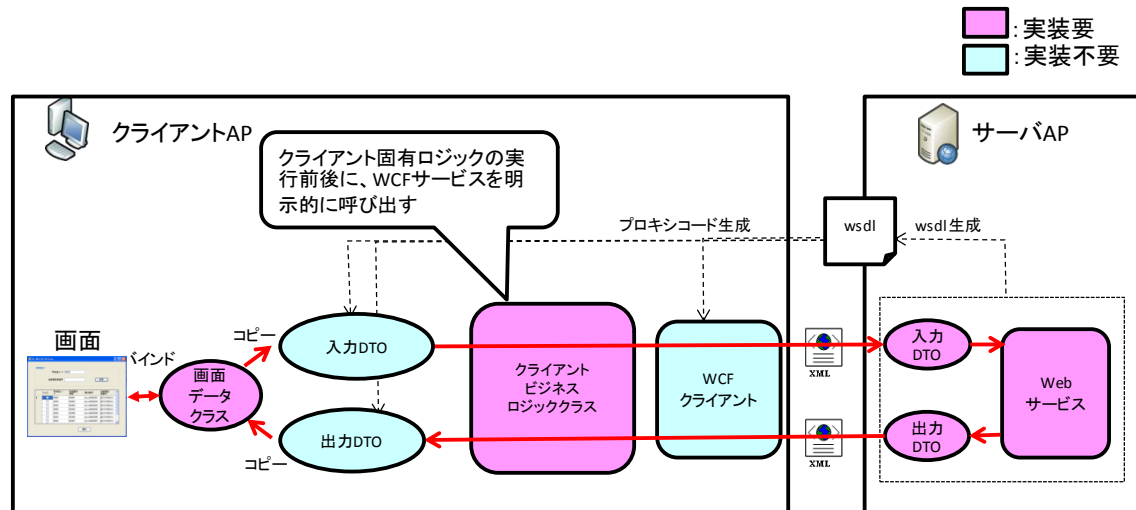 ：実装要
：実装不要
クライアントAP
サーバAP
クライアント固有ロジックの実
行前後に、WCFサービスを明
示的に呼び出す
プロキシコード生成
wsdl
wsdl生成
画面
バインド
コピー
入力DTO
画面
データ
クラス
クライアント
ビジネス
ロジッククラス
WCF
クライアント
XML
入力
DTO
Web
サービス
出力DTO
コピー
XML
出力
DTO